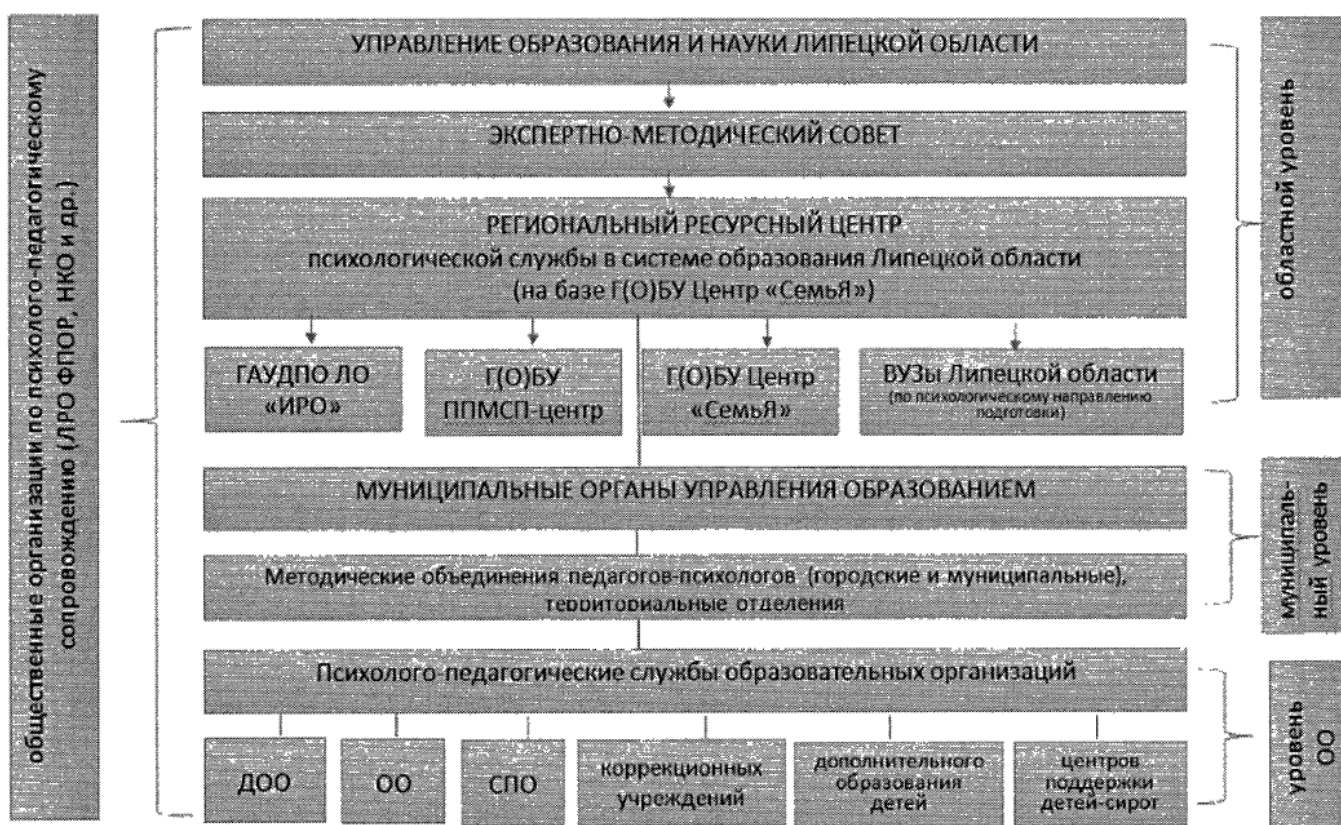 общественные организации по психолого-педагогическому
сопровождению (ЛРО ФПОР, НКО и др.)
УПРАВЛЕНИЕ ОБРАЗОВАНИЯ И НАУКИ ЛИПЕЦКОЙ ОБЛАСТИ
ЭКСПЕРТНО-МЕТОДИЧЕСКИЙ СОВЕТ
РЕГИОНАЛЬНЫЙ РЕСУРСНЫЙ ЦЕНТР
психологической службы в системе образования Липецкой области
(на базе Г(О)БУ Центр «СемьЯ»)
ГАУДПО ЛО
«ИРО»
Г(О)БУ
ППМСП-центр
Г(О)БУ Центр
«СемьЯ»
ВУЗы Липецкой области
(по психологическому направлению
подготовки)
областной уровень
МУНИЦИПАЛЬНЫЕ ОРГАНЫ УПРАВЛЕНИЯ ОБРАЗОВАНИЕМ
Методические объединения педагогов-психологов (городские и муниципальные),
территориальные отделения
муниципаль-
ный уровень
Психолого-педагогические службы образовательных организаций
ДОО
ОО
СПО
коррекционных
учреждений
дополнительного
образования
детей
центров
поддержки
детей-сирот
уровень
ОО